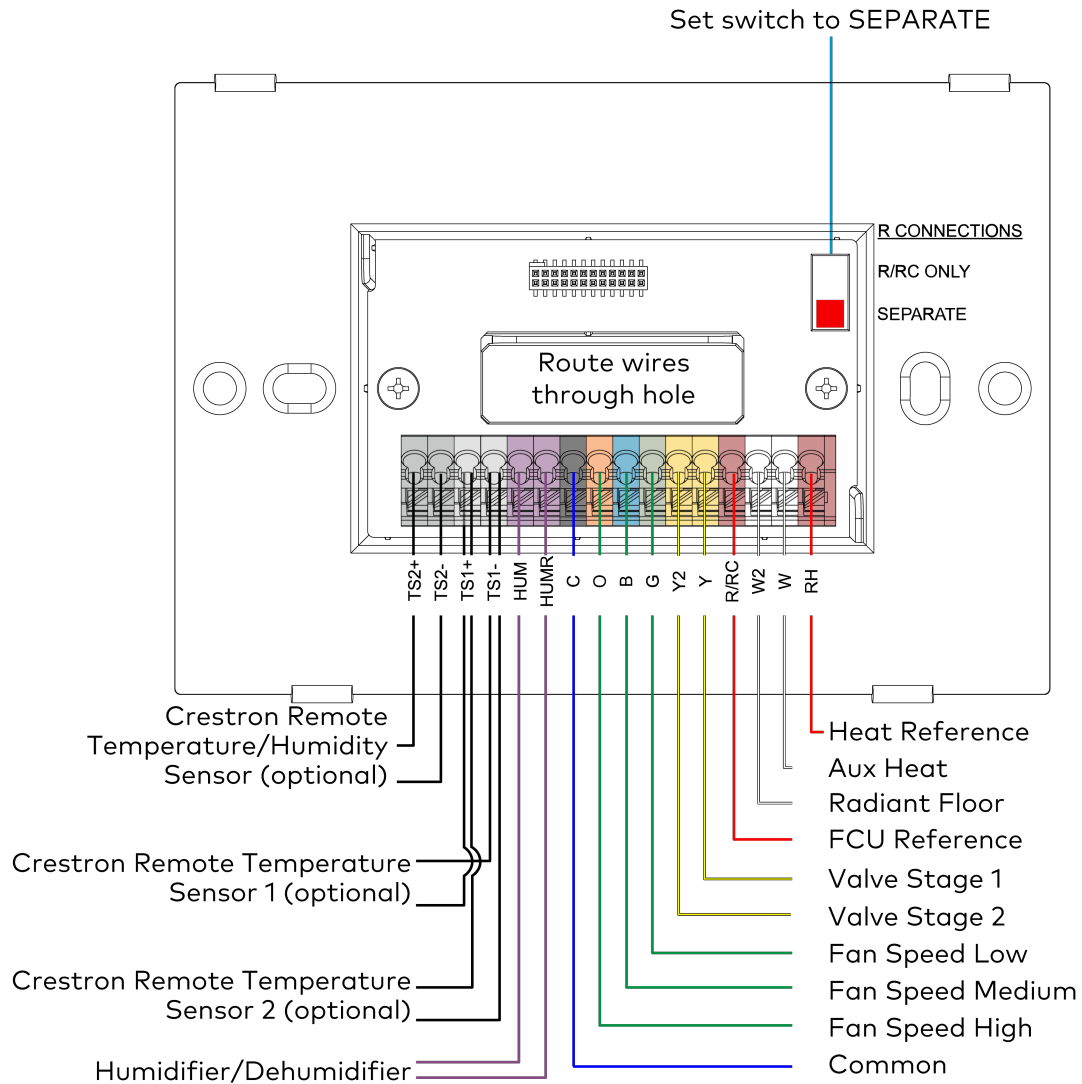 Set switch to SEPARATE
R CONNECTIONS
R/RC ONLY
SEPARATE
Route wires
through hole
TS2+
TS2-
TS1+
TS1-
HUM
HUMR
C
O
B
G
Y2
Y
R/RC
W2
W
RH
Crestron Remote
Temperature/Humidity
Sensor (optional)
Crestron Remote Temperature
Sensor 1 (optional)
Crestron Remote Temperature
Sensor 2 (optional)
Humidifier/Dehumidifier
Heat Reference
Aux Heat
Radiant Floor
FCU Reference
Valve Stage 1
Valve Stage 2
Fan Speed Low
Fan Speed Medium
Fan Speed High
Common